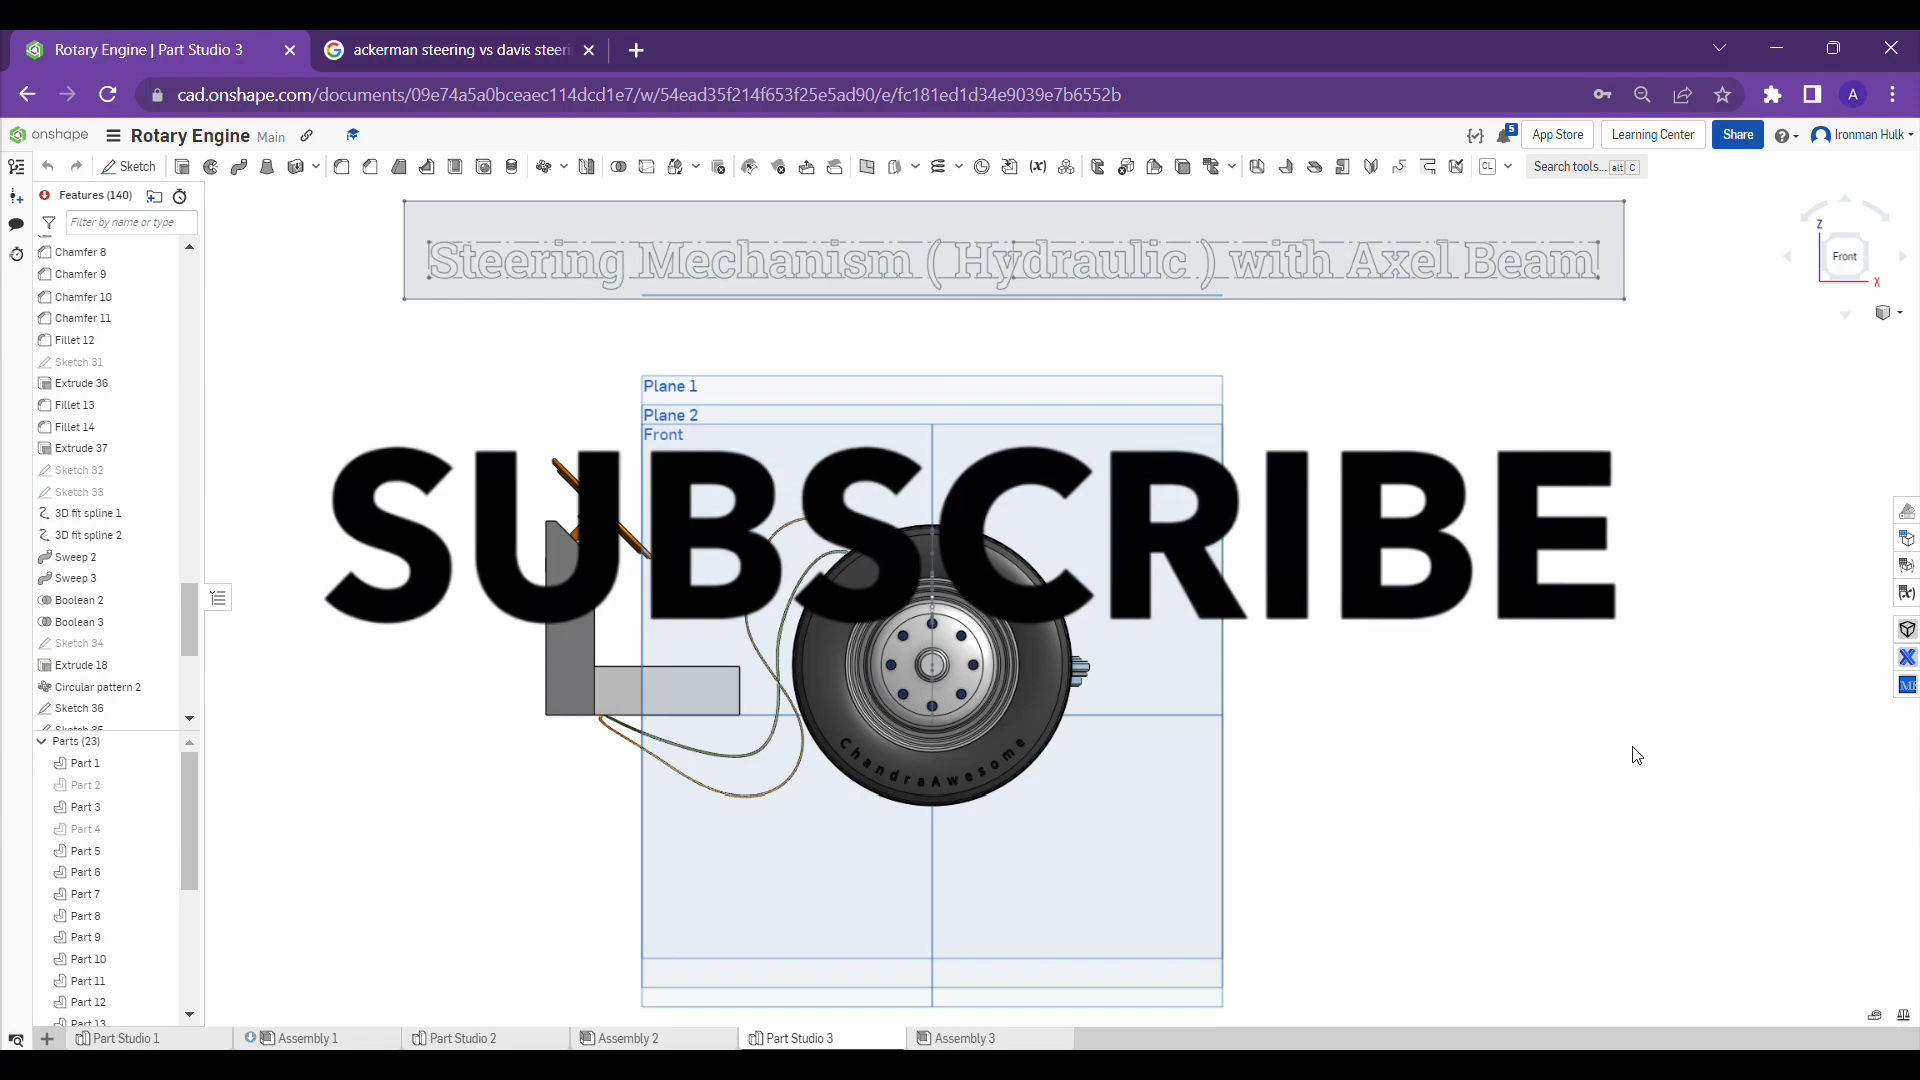 Rotary Engine | Part Studio 3
ackerman steering vs davis steeri
cad.onshape.com/documents/09e74a5a0bceaec114dcd1e7/w/54ead35f214f653f25e5ad90/e/fc181ed1d34e9039e7b6552b
A
onshape
Rotary Engine Main
5
App Store
Learning Center
Share
Ironman Hulk
Sketch
CL
Search tools... alt C
Features (140)
Filter by name or type
Chamfer 8
Chamfer 9
Chamfer 10
Chamfer 11
Fillet 12
Sketch 31
Extrude 36
Fillet 13
Fillet 14
Extrude 37
Sketch 32
Sketch 33
3D fit spline 1
3D fit spline 2
Sweep 2
Sweep 3
Boolean 2
Boolean 3
Sketch 34
Extrude 18
Circular pattern 2
Sketch 36
Sketch 35
Parts (23)
Part 1
Part 2
Part 3
Part 4
Part 5
Part 6
Part 7
Part 8
Part 9
Part 10
Part 11
Part 12
Part 13
Steering Mechanism ( Hydraulic ) with Axel Beam
Z
Front
X
Plane 1
Plane 2
Front
SUBSCRIBE
ChandraAwesome
Part Studio 1
Assembly 1
Part Studio 2
Assembly 2
Part Studio 3
Assembly 3